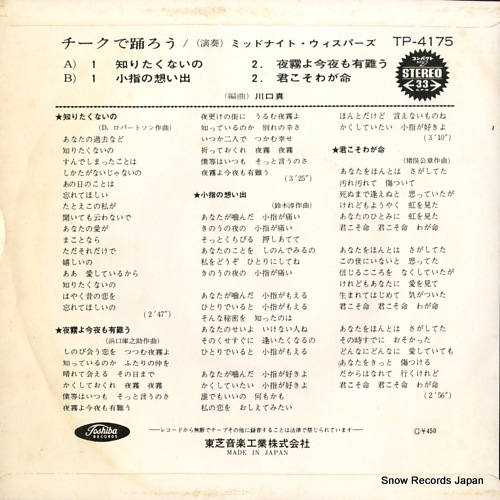 チークで踊ろう / (演奏) ミッドナイト・ウィスパーズ TP-4175
A) 1 知りたくないの 2. 夜霧よ今夜も有難う
B) 1 小指の想い出 2. 君こそわが命
(編曲) 川口真
コンパクト
STEREO
33
★知りたくないの
(D. ロバートソン作曲)
あなたの過去など
知りたくないの
すんでしまったことは
しかたがないじゃないの
あの日のことは
忘れてほしい
たとえこの私が
聞いても云わないで
あなたの愛が
まことなら
ただそれだけで
嬉しいの
ああ 愛しているから
知りたくないの
はやく昔の恋を
忘れてほしいの
(2'47")
★夜霧よ今夜も有難う
(浜口庫之助作曲)
しのび会う恋を つつむ夜霧よ
知っているのか ふたりの仲を
晴れて会える その日まで
かくしておくれ 夜霧 夜霧
僕等はいつも そっと言うのさ
夜霧よ今夜も有難う
夜更けの街に うるむ夜霧よ
知っているのか 別れの辛さ
いつか二人で つかむ幸せ
祈っておくれ 夜霧 夜霧
僕等はいつも そっと言うのさ
夜霧よ今夜も有難う
(3'25")
★小指の想い出
(鈴木淳作曲)
あなたが噛んだ 小指が痛い
きのうの夜の 小指が痛い
そっとくちびる 押しあてて
あなたのことを しのんでみるの
私をどうぞ ひとりにしてね
きのうの夜の 小指が痛い
あなたが噛んだ 小指がもえる
ひとりでいると 小指がもえる
そんな秘密を 知ったのは
あなたのせいよ いけない人ね
そのくせすぐに 逢いたくなるの
ひとりでいると 小指がもえる
あなたが噛んだ 小指が好きよ
かくしていたい 小指が好きよ
誰でもいいの 何もかも
私の恋を おしえてみたい
ほんとだけど 言えないものね
かくしていたい 小指が好きよ
(3'10")
★君こそわが命
(猪俣公章作曲)
あなたをほんとは さがしてた
汚れ汚れて 傷ついて
死ぬまで逢えぬと 思っていたが
けれどもようやく 虹を見た
あなたのひとみに 虹を見た
君こそ命 君こそ命 わが命
あなたをほんとは さがしてた
この世にいないと 思ってた
信じるこころを なくしていたが
けれどもあなたに 愛を見て
生まれてはじめて 気がついた
君こそ命 君こそ命 わが命
あなたをほんとは さがしてた
その時すでに おそかった
どんなにどんなに 愛していても
あなたをきっと 傷つける
だからはなれて 行くけれど
君こそ命 君こそ命 わが命
(2'56")
Toshiba
RECORDS
──レコードから無断でテープその他に録音することは法律で禁じられています──
東芝音楽工業株式会社
MADE IN JAPAN
Ⓒ¥450
Snow Records Japan